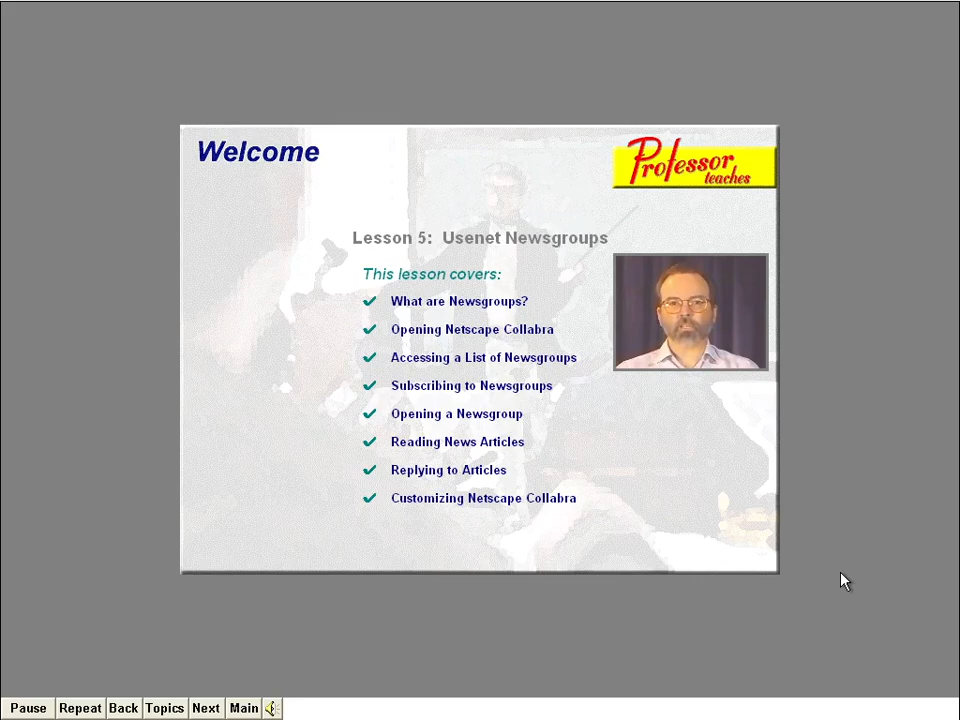 Welcome
Professor
teaches
Lesson 5: Usenet Newsgroups
This lesson covers:
What are Newsgroups?
Opening Netscape Collabra
Accessing a List of Newsgroups
Subscribing to Newsgroups
Opening a Newsgroup
Reading News Articles
Replying to Articles
Customizing Netscape Collabra
Pause Repeat Back Topics Next Main